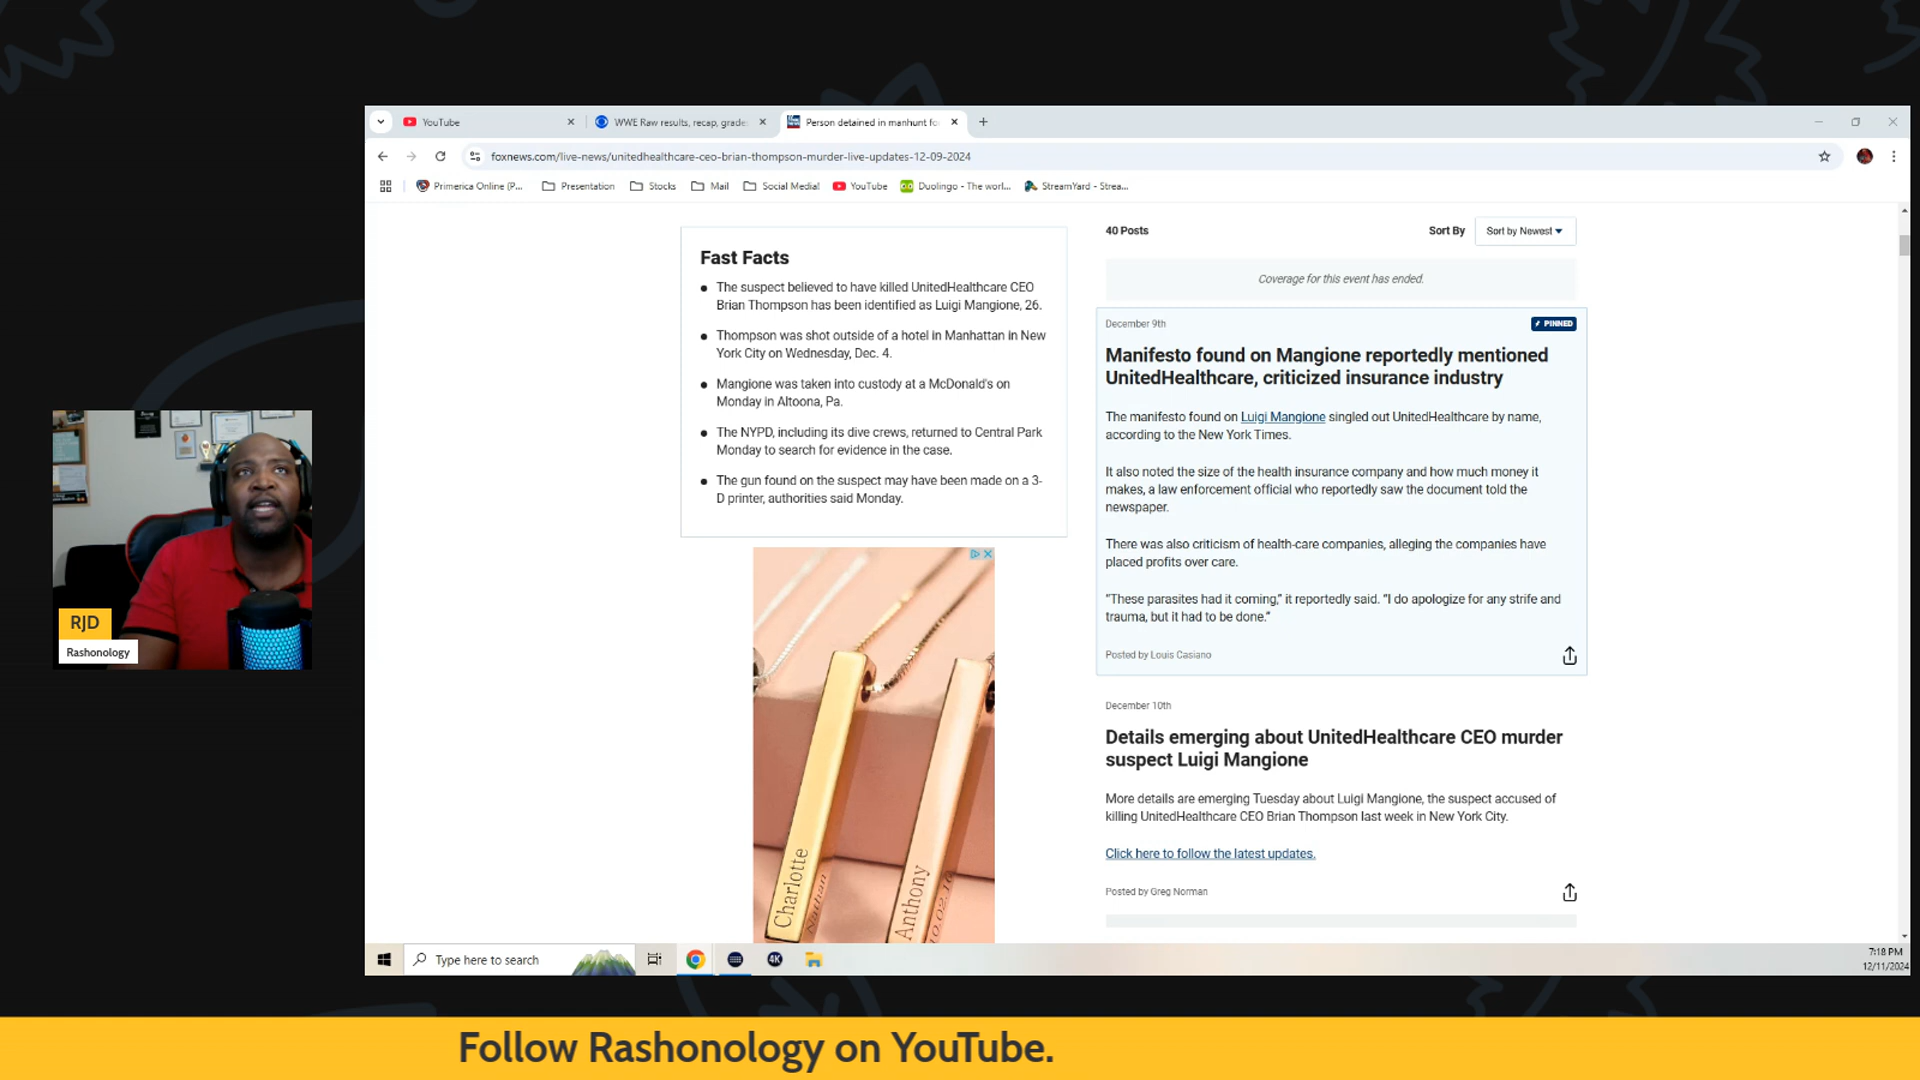 YouTube
WWE Raw results, recap, grade
Person detained in manhunt fo
foxnews.com/live-news/unitedhealthcare-ceo-brian-thompson-murder-live-updates-12-09-2024
Primerica Online (P...
Presentation
Stocks
Mail
Social Medial
YouTube
Duolingo - The worl...
StreamYard - Strea...
Fast Facts
The suspect believed to have killed UnitedHealthcare CEO
Brian Thompson has been identified as Luigi Mangione, 26.
Thompson was shot outside of a hotel in Manhattan in New
York City on Wednesday, Dec. 4.
Mangione was taken into custody at a McDonald's on
Monday in Altoona, Pa.
The NYPD, including its dive crews, returned to Central Park
Monday to search for evidence in the case.
The gun found on the suspect may have been made on a 3-
D printer, authorities said Monday.
Charlotte
Nathan
Anthony
10.02.16
40 Posts
Sort By
Sort by Newest
Coverage for this event has ended.
December 9th
PINNED
Manifesto found on Mangione reportedly mentioned
UnitedHealthcare, criticized insurance industry
The manifesto found on Luigi Mangione singled out UnitedHealthcare by name,
according to the New York Times.
It also noted the size of the health insurance company and how much money it
makes, a law enforcement official who reportedly saw the document told the
newspaper.
There was also criticism of health-care companies, alleging the companies have
placed profits over care.
"These parasites had it coming," it reportedly said. "I do apologize for any strife and
trauma, but it had to be done."
Posted by Louis Casiano
December 10th
Details emerging about UnitedHealthcare CEO murder
suspect Luigi Mangione
More details are emerging Tuesday about Luigi Mangione, the suspect accused of
killing UnitedHealthcare CEO Brian Thompson last week in New York City.
Click here to follow the latest updates.
Posted by Greg Norman
RJD
Rashonology
Type here to search
4K
7:18 PM
12/11/2024
Follow Rashonology on YouTube.